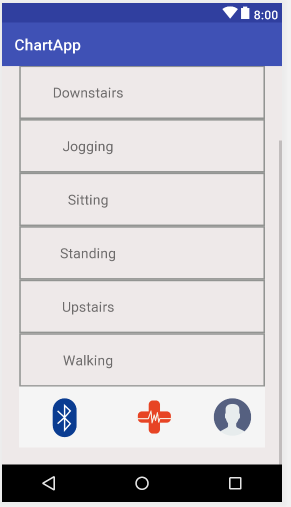 8:00
ChartApp
Downstairs
Jogging
Sitting
Standing
Upstairs
Walking